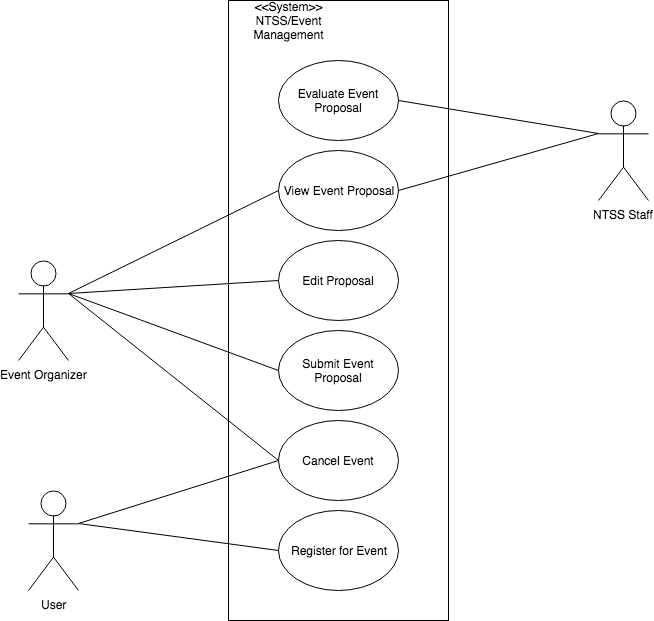 <<System>>
NTSS/Event
Management
Evaluate Event
Proposal
View Event Proposal
NTSS Staff
Edit Proposal
Submit Event
Proposal
Event Organizer
Cancel Event
Register for Event
User